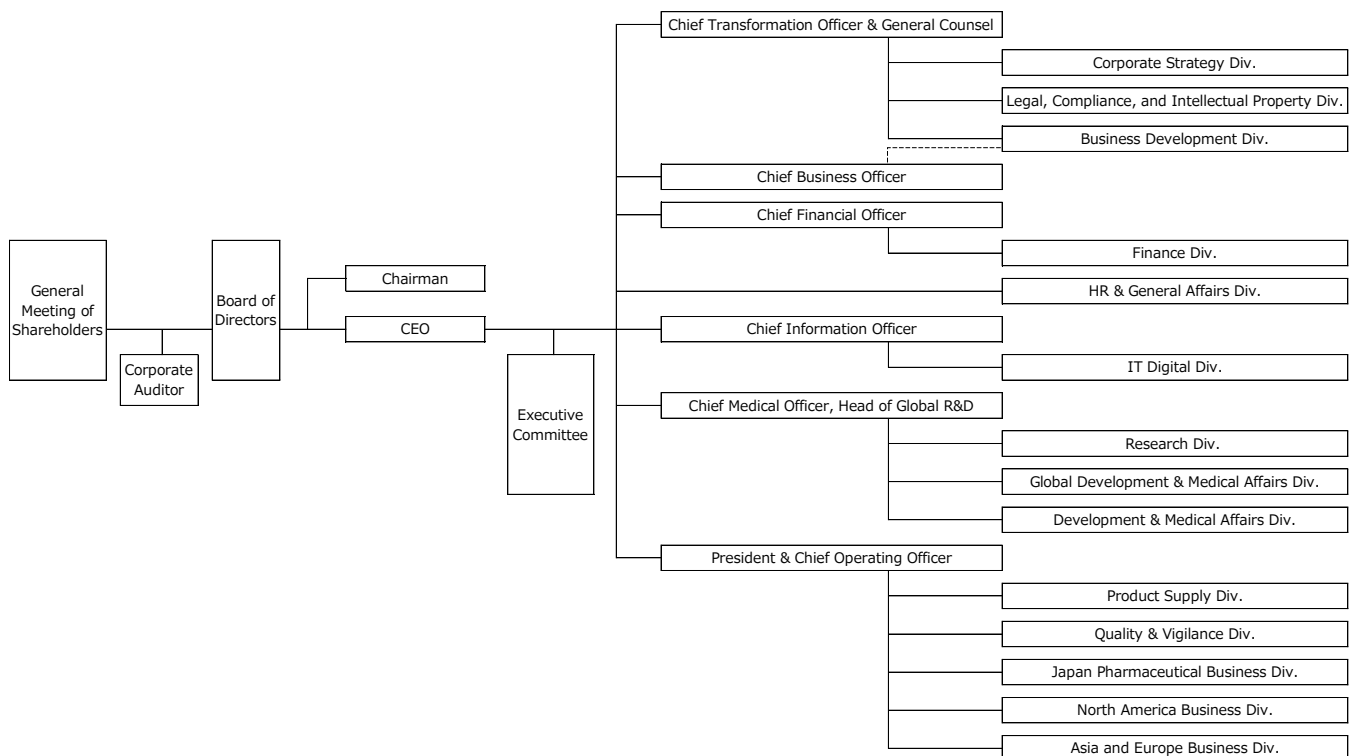 Chief Transformation Officer & General Counsel
Corporate Strategy Div.
Legal, Compliance, and Intellectual Property Div.
Business Development Div.
Chief Business Officer
Chief Financial Officer
Finance Div.
HR & General Affairs Div.
General
Meeting of
Shareholders
Corporate
Auditor
Board of
Directors
Chairman
CEO
Executive
Committee
Chief Information Officer
IT Digital Div.
Chief Medical Officer, Head of Global R&D
Research Div.
Global Development & Medical Affairs Div.
Development & Medical Affairs Div.
President & Chief Operating Officer
Product Supply Div.
Quality & Vigilance Div.
Japan Pharmaceutical Business Div.
North America Business Div.
Asia and Europe Business Div.